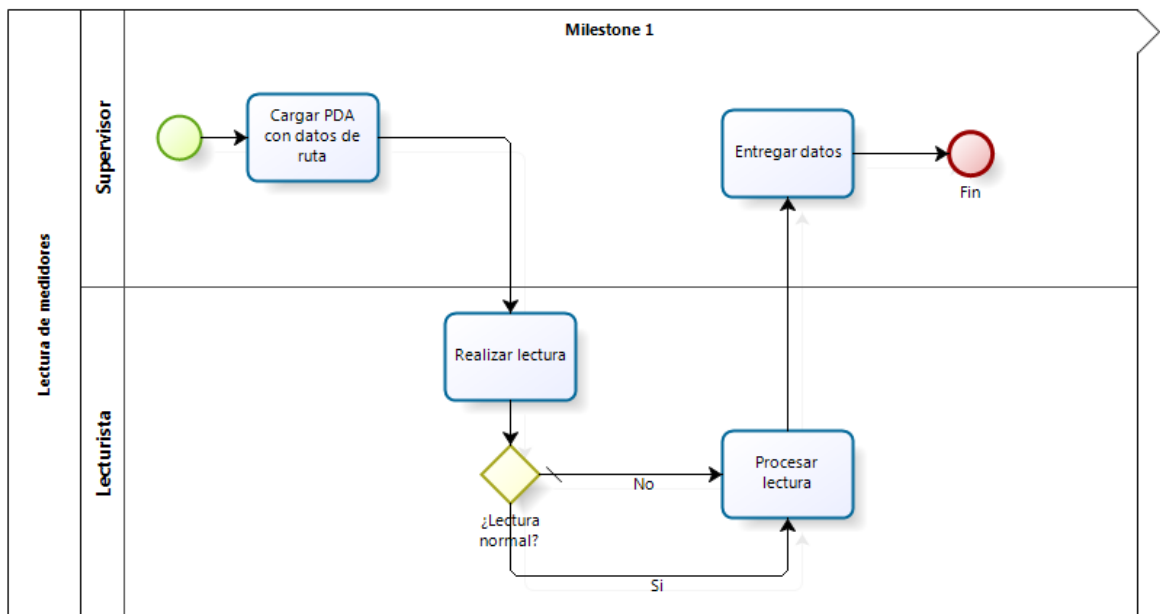 Milestone 1
Lectura de medidores
Supervisor
Cargar PDA
con datos de
ruta
Entregar datos
Fin
Lecturista
Realizar lectura
¿Lectura
normal?
No
Procesar
lectura
Si